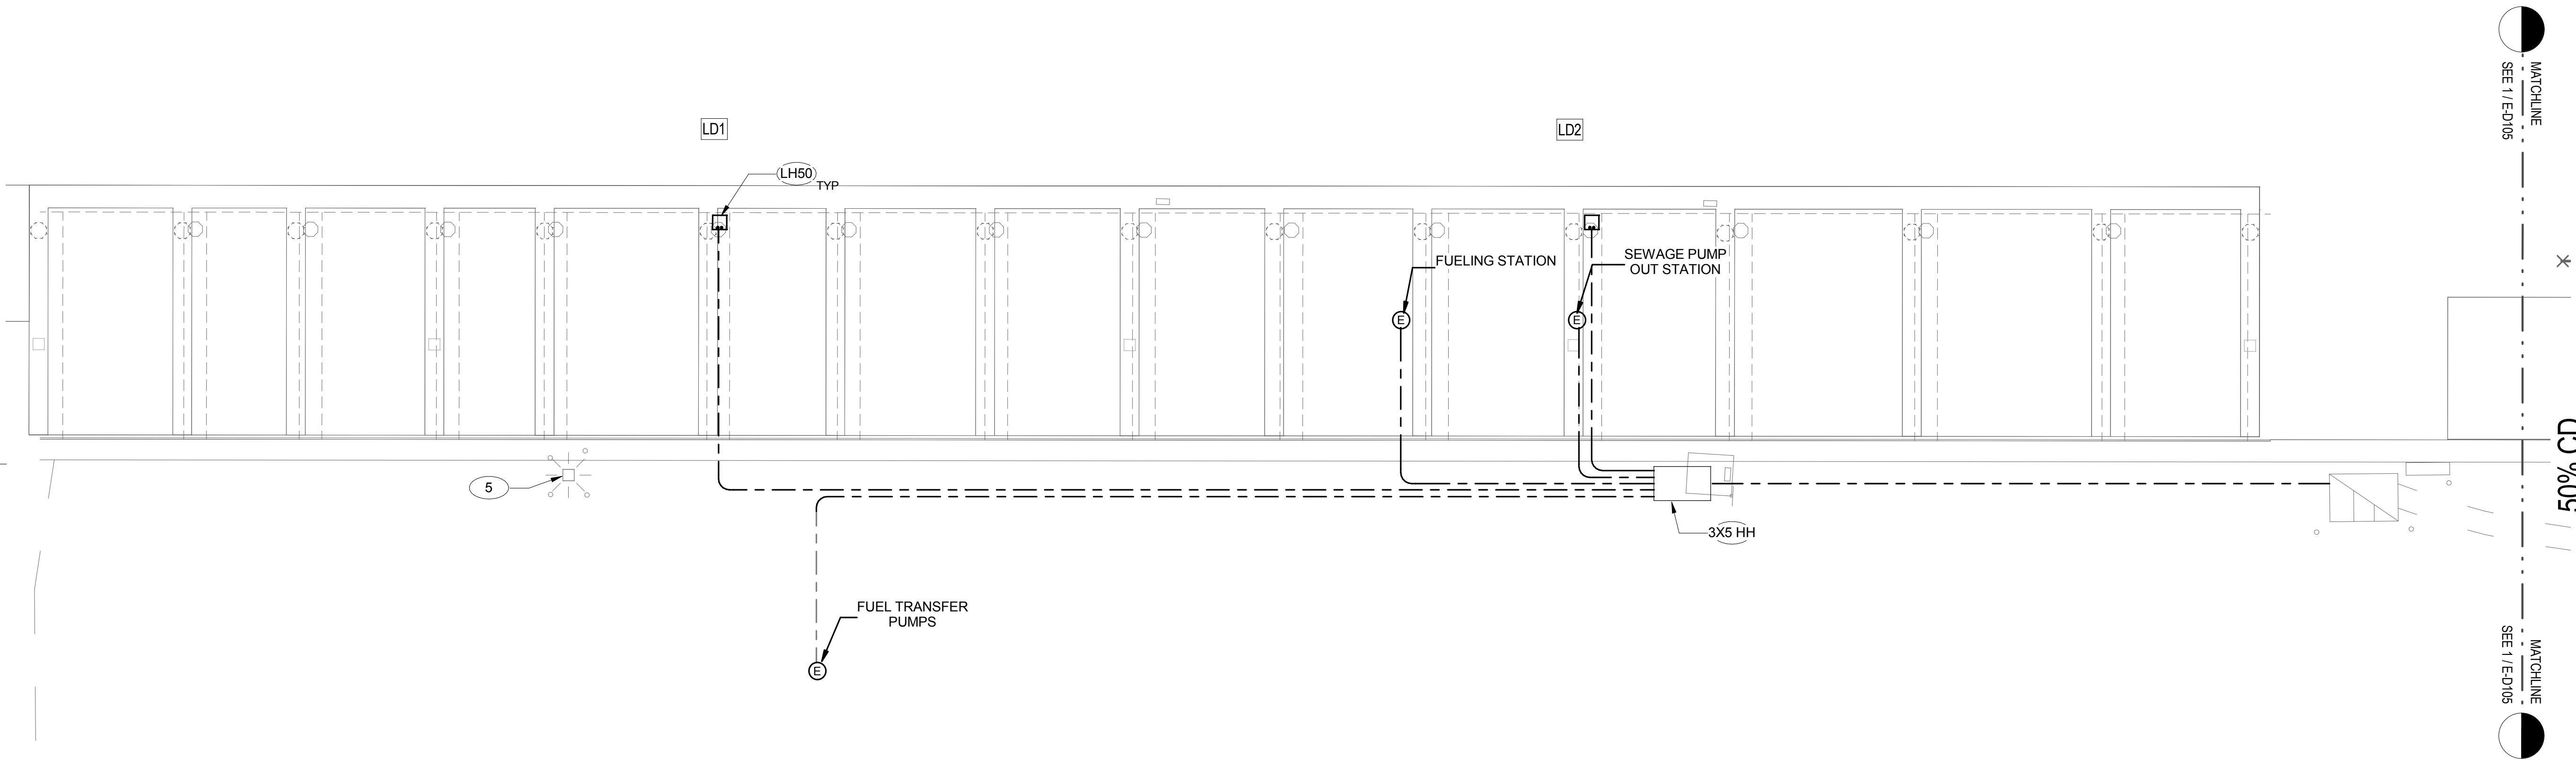 MATCHLINE
SEE 1 / E-D105
LD1
LD2
LH50
TYP
FUELING STATION
SEWAGE PUMP
OUT STATION
E
E
5
3X5 HH
FUEL TRANSFER
PUMPS
E
50% CD
MATCHLINE
SEE 1 / E-D105